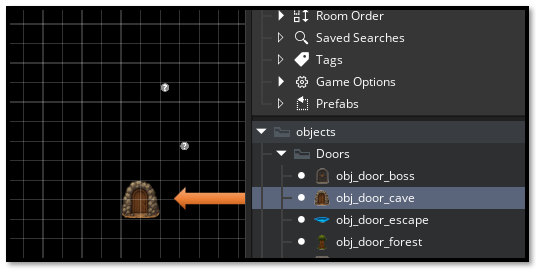 Room Order
Saved Searches
Tags
Game Options
Prefabs
objects
Doors
obj_door_boss
obj_door_cave
obj_door_escape
obj_door_forest